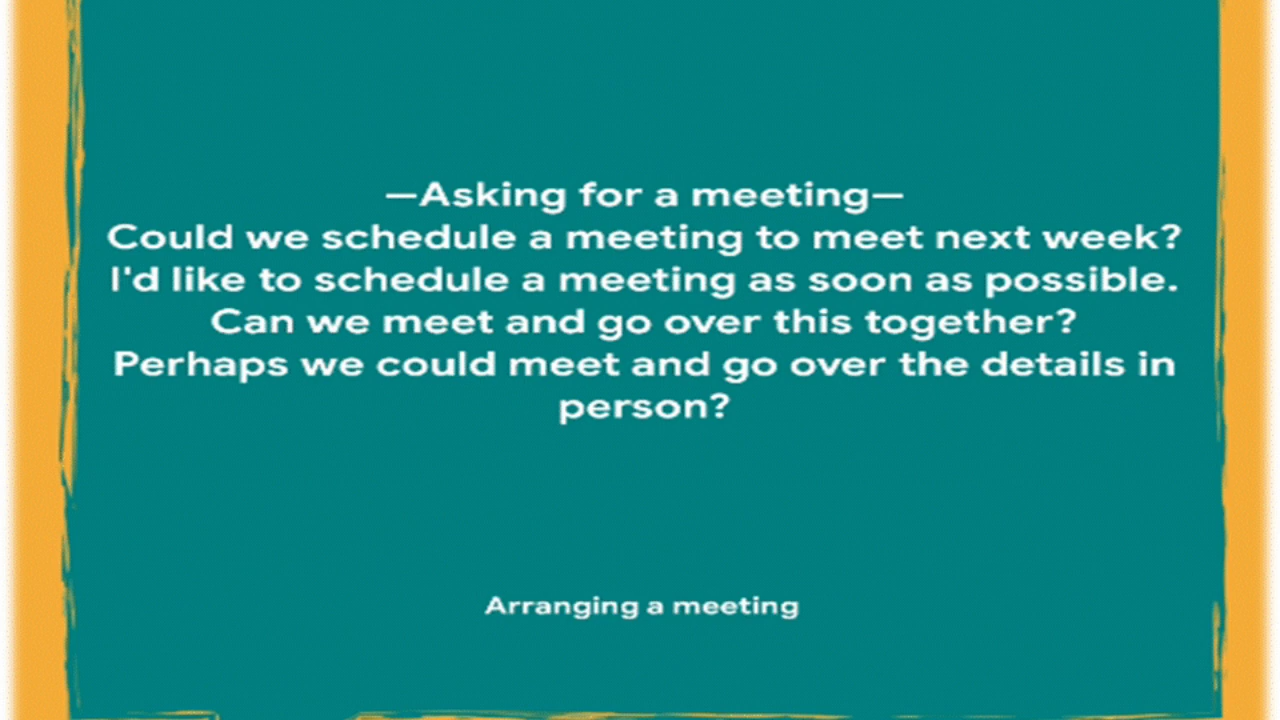 —Asking for a meeting—
Could we schedule a meeting to meet next week?
I'd like to schedule a meeting as soon as possible.
Can we meet and go over this together?
Perhaps we could meet and go over the details in
person?
Arranging a meeting